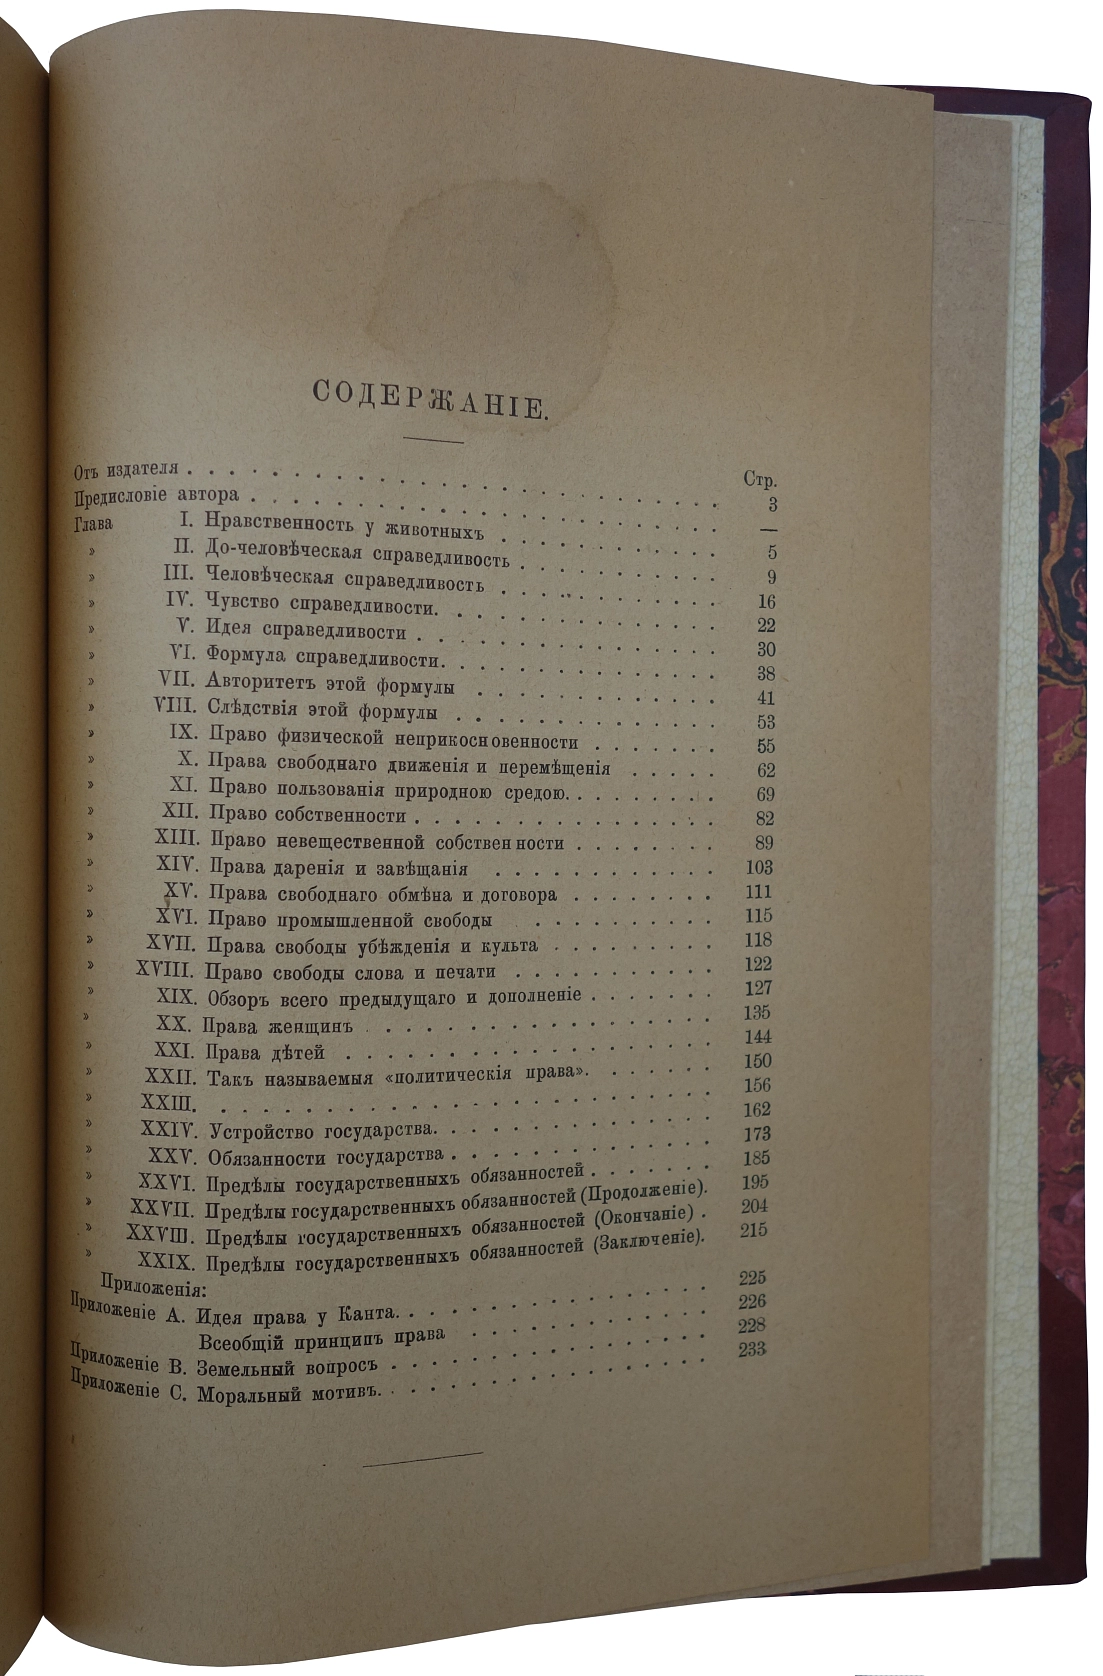 СОДЕРЖАНІЕ.
Стр.
Отъ издателя . . . . . . . . . . . . . . . . . . . . . . . . 3
Предисловіе автора . . . . . . . . . . . . . . . . . . . . . —
Глава I. Нравственность у животныхъ . . . . . . . . . . . 5
» II. До-человѣческая справедливость . . . . . . . . . . 9
» III. Человѣческая справедливость . . . . . . . . . . . 16
» IV. Чувство справедливости. . . . . . . . . . . . . . 22
» V. Идея справедливости . . . . . . . . . . . . . . . 30
» VI. Формула справедливости. . . . . . . . . . . . . . 38
» VII. Авторитетъ этой формулы . . . . . . . . . . . . 41
» VIII. Слѣдствія этой формулы . . . . . . . . . . . . . 53
» IX. Право физической неприкосновенности . . . . . . . 55
» X. Права свободнаго движенія и перемѣщенія . . . . . 62
» XI. Право пользованія природною средою. . . . . . . . 69
» XII. Право собственности . . . . . . . . . . . . . . . 82
» XIII. Право невещественной собственности . . . . . . . . 89
» XIV. Права даренія и завѣщанія . . . . . . . . . . . . 103
» XV. Права свободнаго обмѣна и договора . . . . . . . . 111
» XVI. Право промышленной свободы . . . . . . . . . . 115
» XVII. Права свободы убѣжденія и культа . . . . . . . . . 118
» XVIII. Право свободы слова и печати . . . . . . . . . . . 122
» XIX. Обзоръ всего предыдущаго и дополненіе . . . . . . . 127
» XX. Права женщинъ . . . . . . . . . . . . . . . . . . 135
» XXI. Права дѣтей . . . . . . . . . . . . . . . . . . . 144
» XXII. Такъ называемыя «политическія права». . . . . . . 150
» XXIII. . . . . . . . . . . . . . . . . . . . . . . . . . 156
» XXIV. Устройство государства. . . . . . . . . . . . . . 162
» XXV. Обязанности государства . . . . . . . . . . . . . 173
» XXVI. Предѣлы государственныхъ обязанностей . . . . . . . 185
» XXVII. Предѣлы государственныхъ обязанностей (Продолженіе). 195
» XXVIII. Предѣлы государственныхъ обязанностей (Окончаніе) . 204
» XXIX. Предѣлы государственныхъ обязанностей (Заключеніе). 215
Приложенія:
Приложеніе А. Идея права у Канта. . . . . . . . . . . . . . . 225
Всеобщій принципъ права . . . . . . . . . . . . 226
Приложеніе В. Земельный вопросъ . . . . . . . . . . . . . . . 228
Приложеніе С. Моральный мотивъ. . . . . . . . . . . . . . . . 233